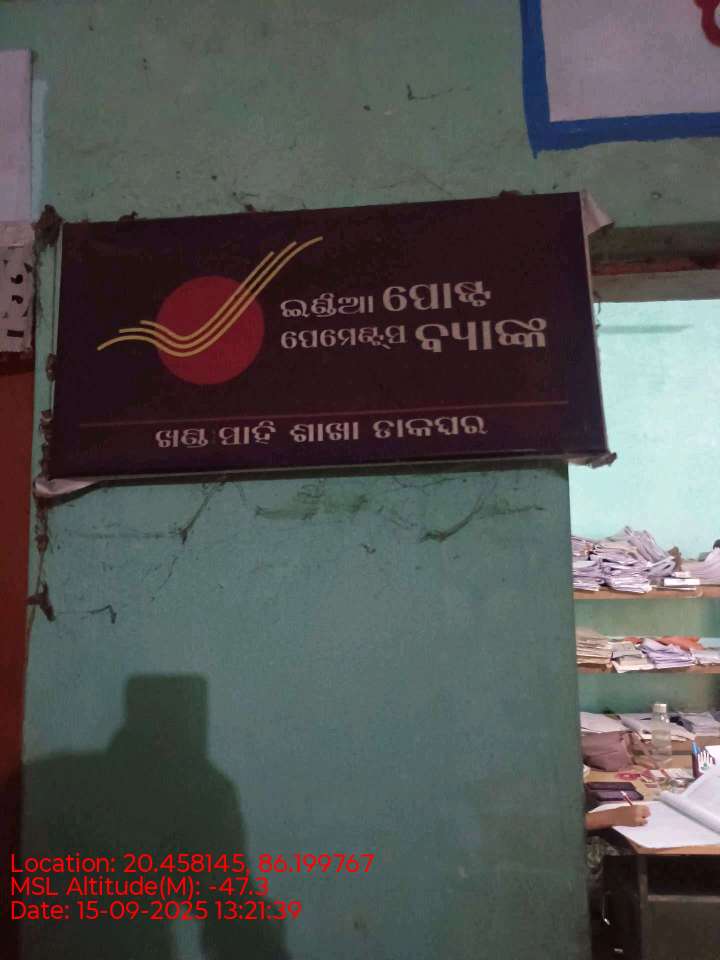 ଇଣ୍ଡିଆ ପୋଷ୍ଟ
ପେମେଣ୍ଟ୍ସ ବ୍ୟାଙ୍କ
ଖଣ୍ଡ ସାହି ଶାଖା ଡାକଘର
Location: 20.458145, 86.199767
MSL Altitude(M): -47.3
Date: 15-09-2025 13:21:39